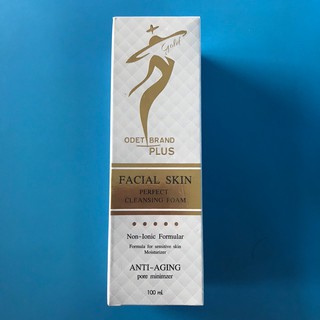 Gold
ODET BRAND
PLUS
FACIAL SKIN
PERFECT
CLEANSING FOAM
Non-Ionic Formular
Formula for sensitive skin
Moisturizer
ANTI-AGING
pore minimzer
100 ml.